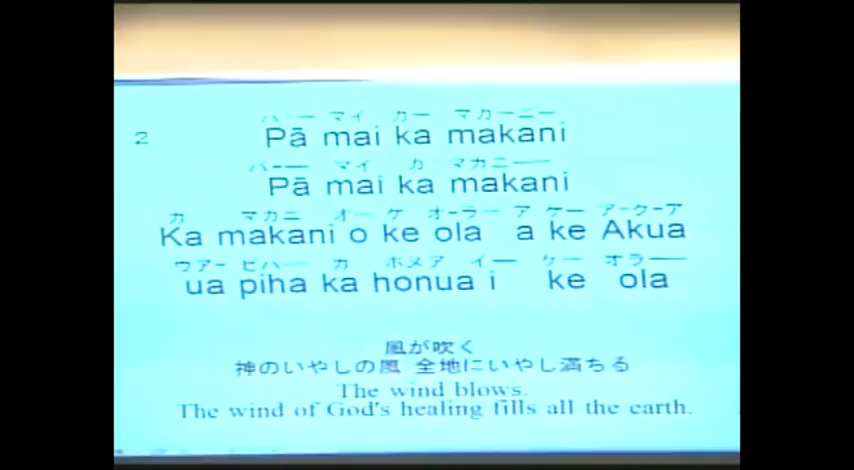 パー マイ カー マカーニー
2 Pā mai ka makani
パー マイ カ マカニー
Pā mai ka makani
カ マカニ オー ケ オーラー ア ケー アークーア
Ka makani o ke ola a ke Akua
ウアー ピハー カ ホヌア イー ケー オラー
ua piha ka honua i ke ola
風が吹く
神のいやしの風 全地にいやし満ちる
The wind blows.
The wind of God's healing fills all the earth.